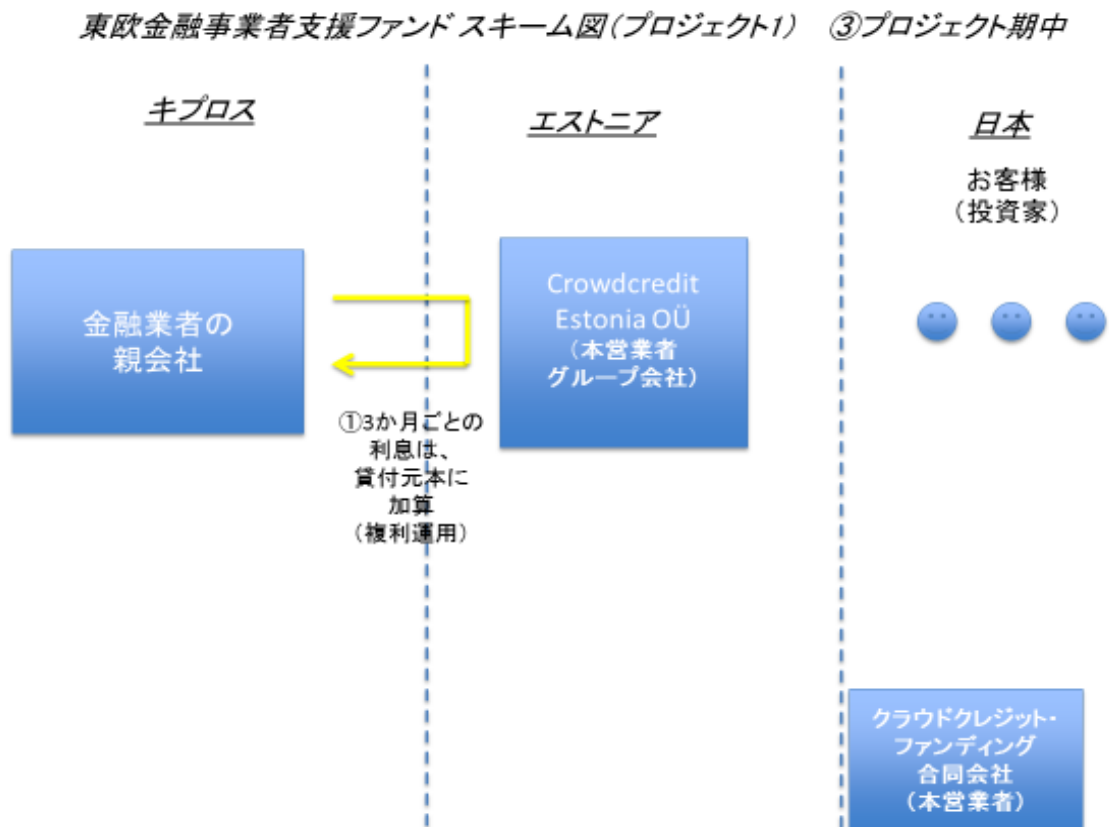 東欧金融事業者支援ファンド スキーム図(プロジェクト1) ③プロジェクト期中
キプロス
エストニア
日本
お客様
(投資家)
金融業者の
親会社
Crowdcredit
Estonia OÜ
(本営業者
グループ会社)
①3か月ごとの
利息は、
貸付元本に
加算
(複利運用)
クラウドクレジット・
ファンディング
合同会社
(本営業者)